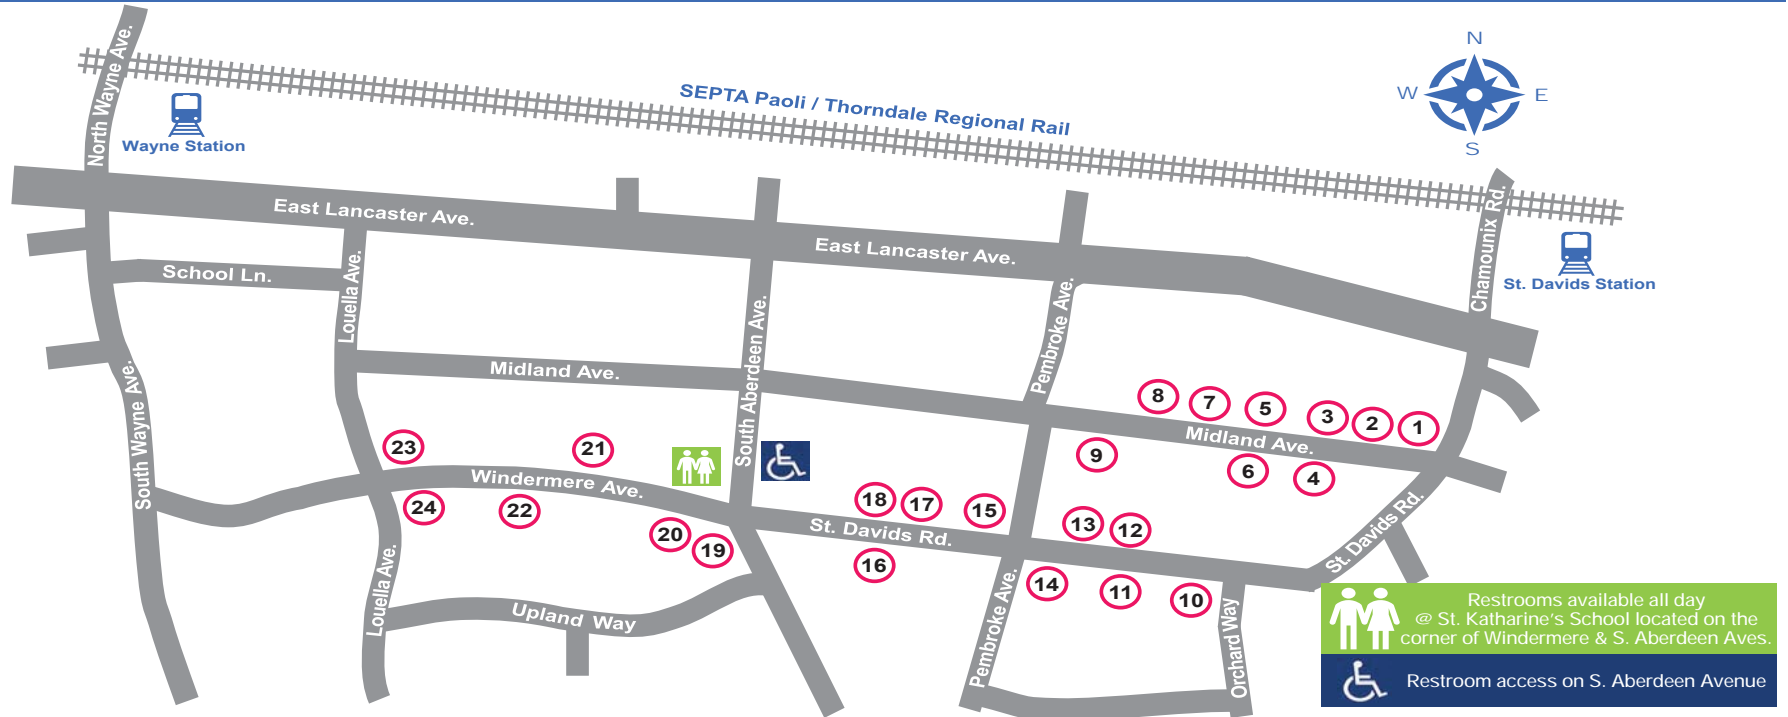 North Wayne Ave.
Wayne Station
SEPTA Paoli / Thorndale Regional Rail
N
W
E
S
East Lancaster Ave.
East Lancaster Ave.
Chamounix Rd.
St. Davids Station
School Ln.
Louella Ave.
South Aberdeen Ave.
Pembroke Ave.
Midland Ave.
South Wayne Ave.
8
7
5
3
2
1
Midland Ave.
9
6
4
23
21
Windermere Ave.
24
22
20
19
18
17
15
St. Davids Rd.
16
13
12
14
11
10
St. Davids Rd.
Louella Ave.
Upland Way
Pembroke Ave.
Orchard Way
Restrooms available all day
@ St. Katharine's School located on the
corner of Windermere & S. Aberdeen Aves.
Restroom access on S. Aberdeen Avenue